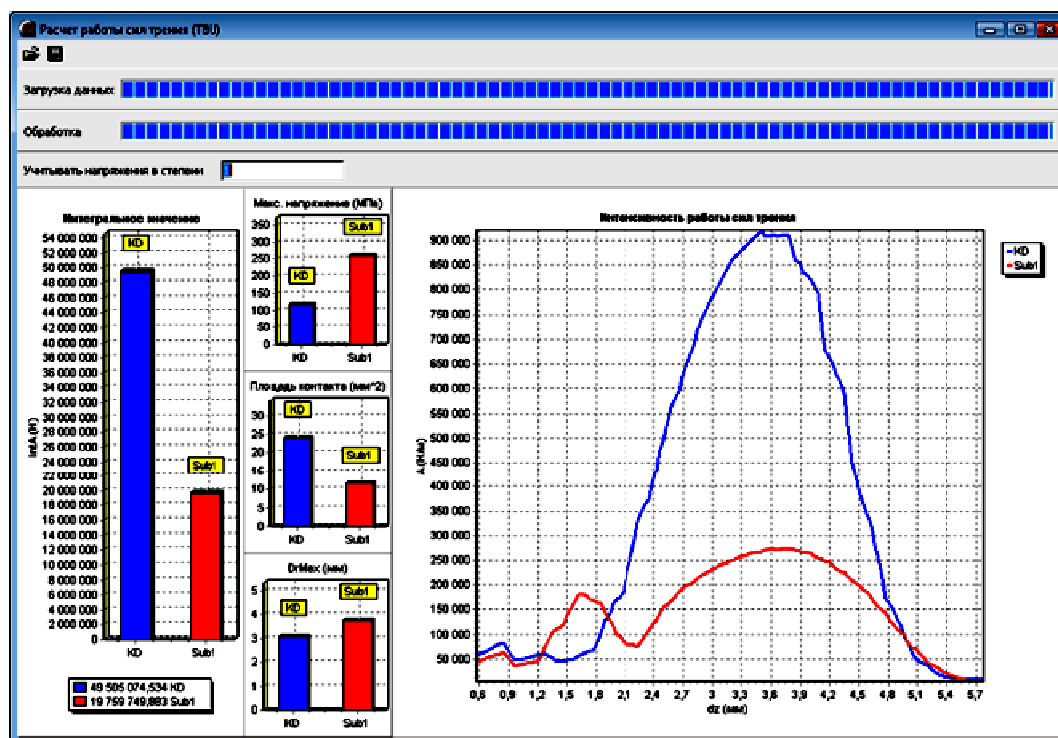 Расчет работы сил трения (TBU)
Загрузка данных
Обработка
Учитывать напряжения в степени 1
Интегральное значение
54 000 000
52 000 000
50 000 000
48 000 000
46 000 000
44 000 000
42 000 000
40 000 000
38 000 000
36 000 000
34 000 000
32 000 000
30 000 000
28 000 000
26 000 000
24 000 000
22 000 000
20 000 000
18 000 000
16 000 000
14 000 000
12 000 000
10 000 000
8 000 000
6 000 000
4 000 000
2 000 000
0
IntA (Н)
KD
Sub1
KD
Sub1
49 505 074,534 KD
19 759 749,883 Sub1
Макс. напряжение (МПа)
350
300
250
200
150
100
50
0
KD
Sub1
KD
Sub1
Площадь контакта (мм^2)
30
25
20
15
10
5
0
KD
Sub1
KD
Sub1
DrMax (мм)
5
4
3
2
1
0
KD
Sub1
KD
Sub1
Интенсивность работы сил трения
900 000
850 000
800 000
750 000
700 000
650 000
600 000
550 000
500 000
450 000
400 000
350 000
300 000
250 000
200 000
150 000
100 000
50 000
A (Н/м)
0,6 0,9 1,2 1,5 1,8 2,1 2,4 2,7 3 3,3 3,6 3,9 4,2 4,5 4,8 5,1 5,4 5,7
dz (мм)
KD
Sub1